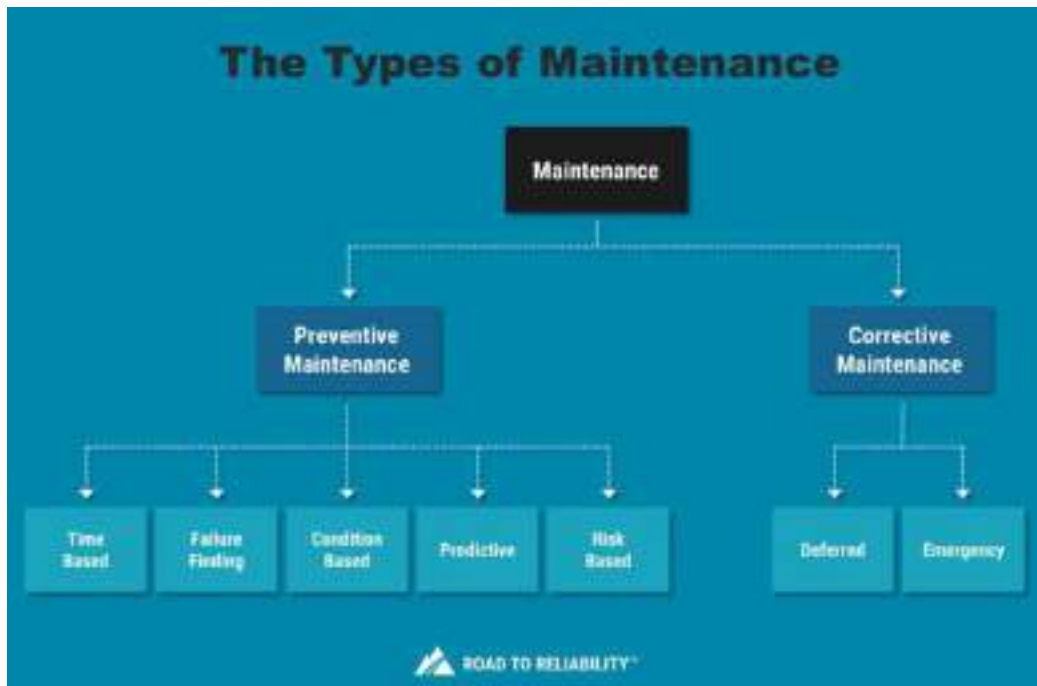 The Types of Maintenance
Maintenance
Preventive
Maintenance
Corrective
Maintenance
Time
Based
Failure
Finding
Condition
Based
Predictive
Risk
Based
Deferred
Emergency
ROAD TO RELIABILITY™